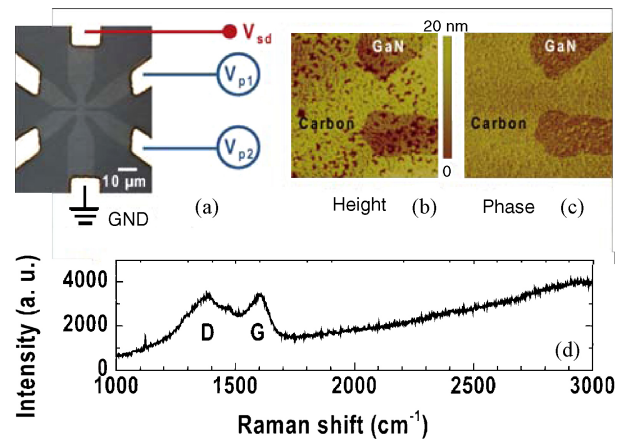 V_sd
V_p1
V_p2
10 μm
GND
(a)
20 nm
GaN
Carbon
0
Height (b)
GaN
Carbon
Phase (c)
Intensity (a. u.)
4000
2000
0
D
G
(d)
1000 1500 2000 2500 3000
Raman shift (cm⁻¹)